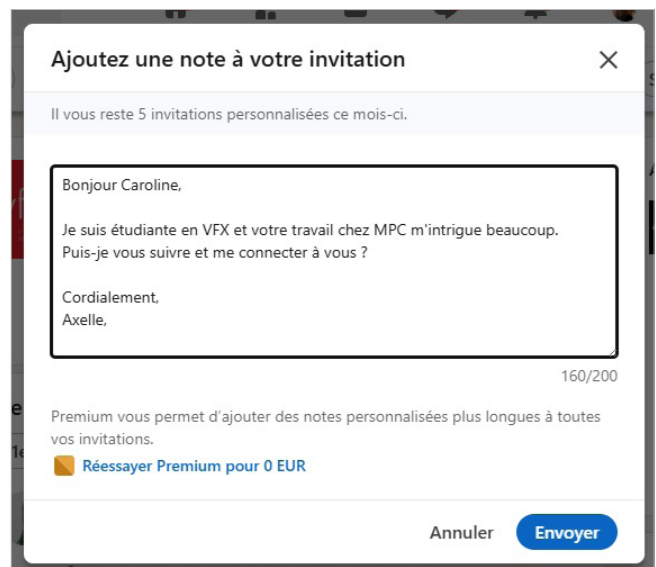 Ajoutez une note à votre invitation
Il vous reste 5 invitations personnalisées ce mois-ci.
Bonjour Caroline,
Je suis étudiante en VFX et votre travail chez MPC m'intrigue beaucoup.
Puis-je vous suivre et me connecter à vous ?
Cordialement,
Axelle,
160/200
Premium vous permet d'ajouter des notes personnalisées plus longues à toutes
vos invitations.
Réessayer Premium pour 0 EUR
Annuler
Envoyer